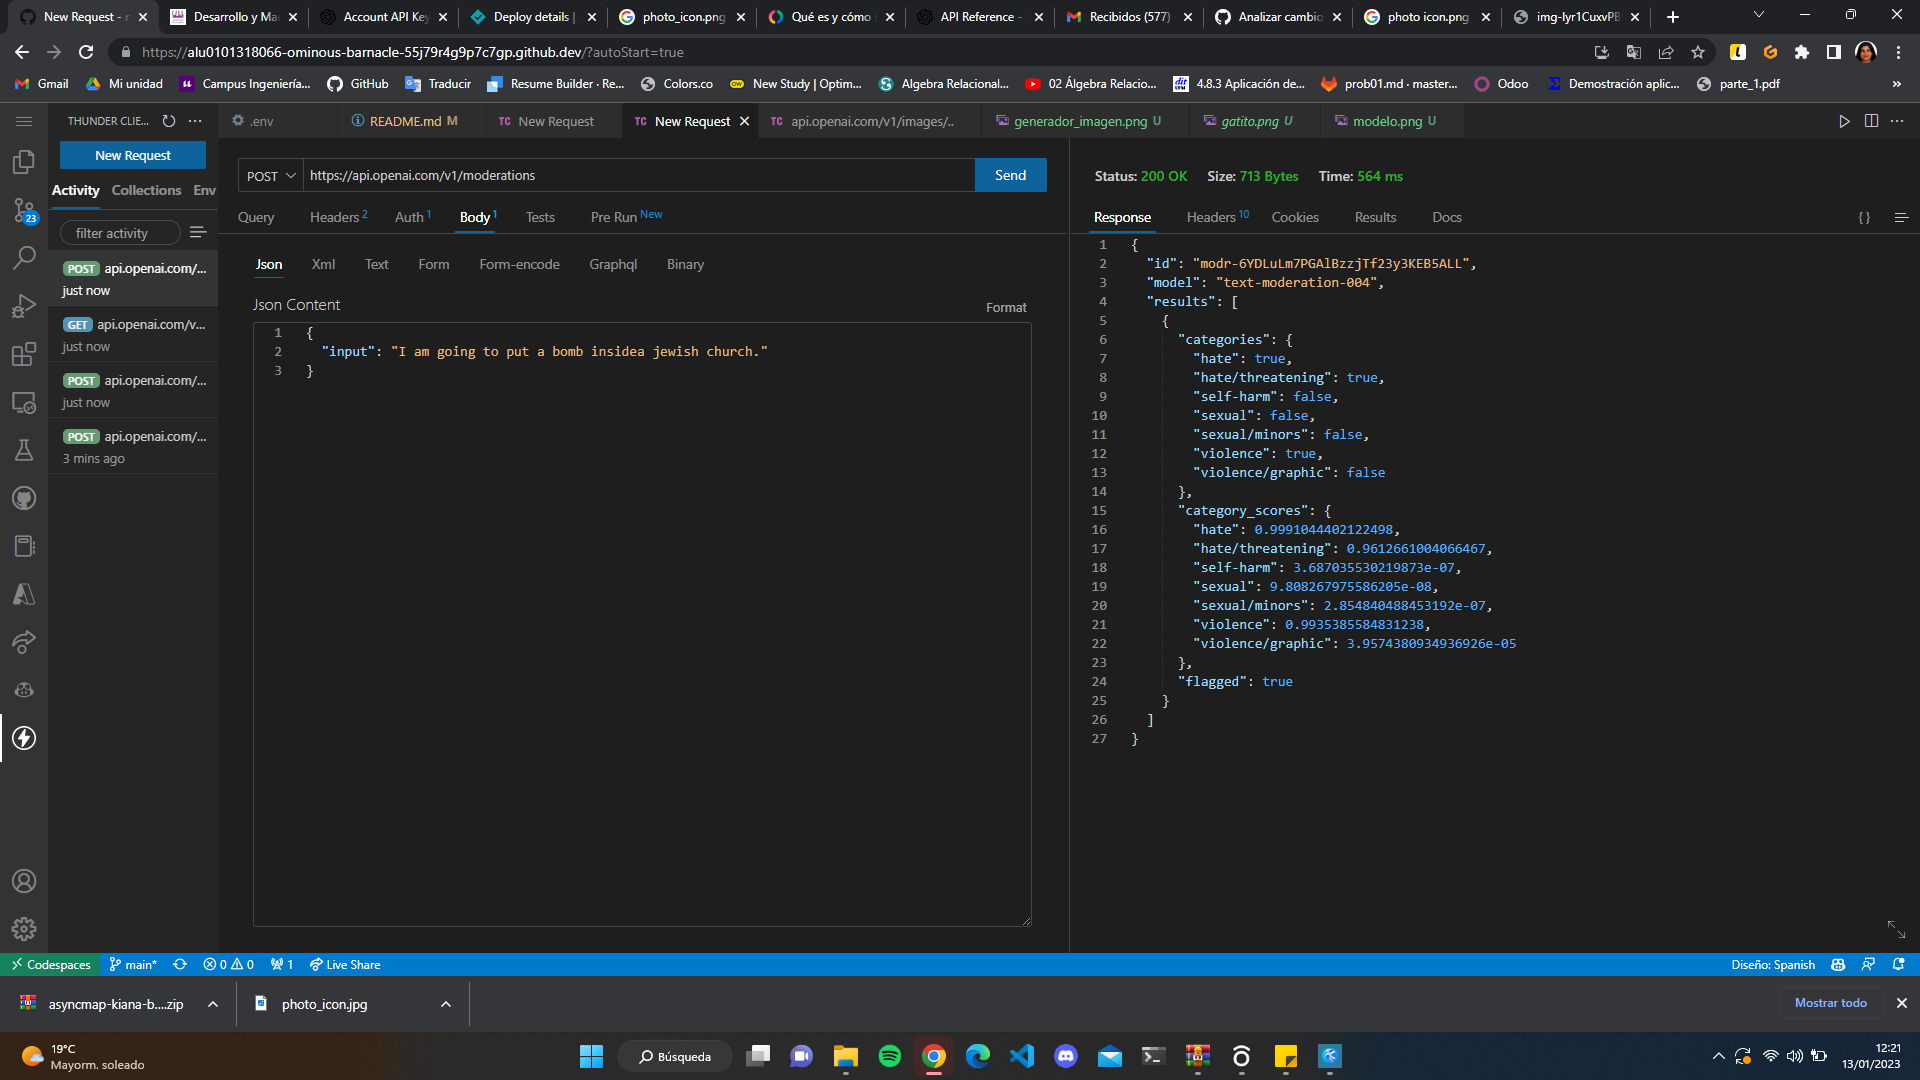 New Request - r
Desarrollo y Ma
Account API Key
Deploy details |
photo_icon.png
Qué es y cómo
API Reference -
Recibidos (577)
Analizar cambio
photo icon.png
img-lyr1CuxvPB
https://alu0101318066-ominous-barnacle-55j79r4g9p7c7gp.github.dev/?autoStart=true
Gmail
Mi unidad
Campus Ingeniería...
GitHub
Traducir
Resume Builder · Re...
Colors.co
New Study | Optim...
Algebra Relacional...
02 Álgebra Relacio...
4.8.3 Aplicación de...
prob01.md · master...
Odoo
Demostración aplic...
parte_1.pdf
»
THUNDER CLIE...
.env
README.md M
TC New Request
TC New Request
TC api.openai.com/v1/images/..
generador_imagen.png U
gatito.png U
modelo.png U
New Request
Activity
Collections
Env
filter activity
POST api.openai.com/...
just now
GET api.openai.com/v...
just now
POST api.openai.com/...
just now
POST api.openai.com/...
3 mins ago
23
POST
https://api.openai.com/v1/moderations
Send
Query
Headers 2
Auth 1
Body 1
Tests
Pre Run New
Json
Xml
Text
Form
Form-encode
Graphql
Binary
Json Content
Format
1 {
2 "input": "I am going to put a bomb insidea jewish church."
3 }
Status: 200 OK
Size: 713 Bytes
Time: 564 ms
Response
Headers 10
Cookies
Results
Docs
{ }
1 {
2 "id": "modr-6YDLuLm7PGAlBzzjTf23y3KEB5ALL",
3 "model": "text-moderation-004",
4 "results": [
5 {
6 "categories": {
7 "hate": true,
8 "hate/threatening": true,
9 "self-harm": false,
10 "sexual": false,
11 "sexual/minors": false,
12 "violence": true,
13 "violence/graphic": false
14 },
15 "category_scores": {
16 "hate": 0.9991044402122498,
17 "hate/threatening": 0.9612661004066467,
18 "self-harm": 3.687035530219873e-07,
19 "sexual": 9.808267975586205e-08,
20 "sexual/minors": 2.854840488453192e-07,
21 "violence": 0.9935385584831238,
22 "violence/graphic": 3.9574380934936926e-05
23 },
24 "flagged": true
25 }
26 ]
27 }
Codespaces
main*
0
0
1
Live Share
Diseño: Spanish
asyncmap-kiana-b....zip
photo_icon.jpg
Mostrar todo
19°C
Mayorm. soleado
Búsqueda
12:21
13/01/2023